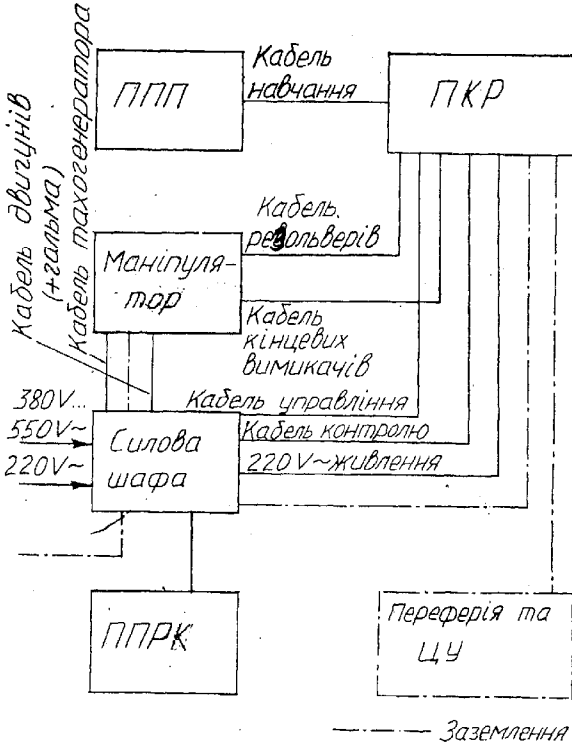 Кабель двигунів
(+гальма)
Кабель тахогенератора
ППП
Кабель
навчання
ПКР
Кабель.
револьверів
Маніпуля-
тор
Кабель
кінцевих
вимикачів
Кабель управління
380V...
550V~
220V~
Силова
шафа
Кабель контролю
220V~живлення
ППРК
Переферія та
ЦУ
Заземлення